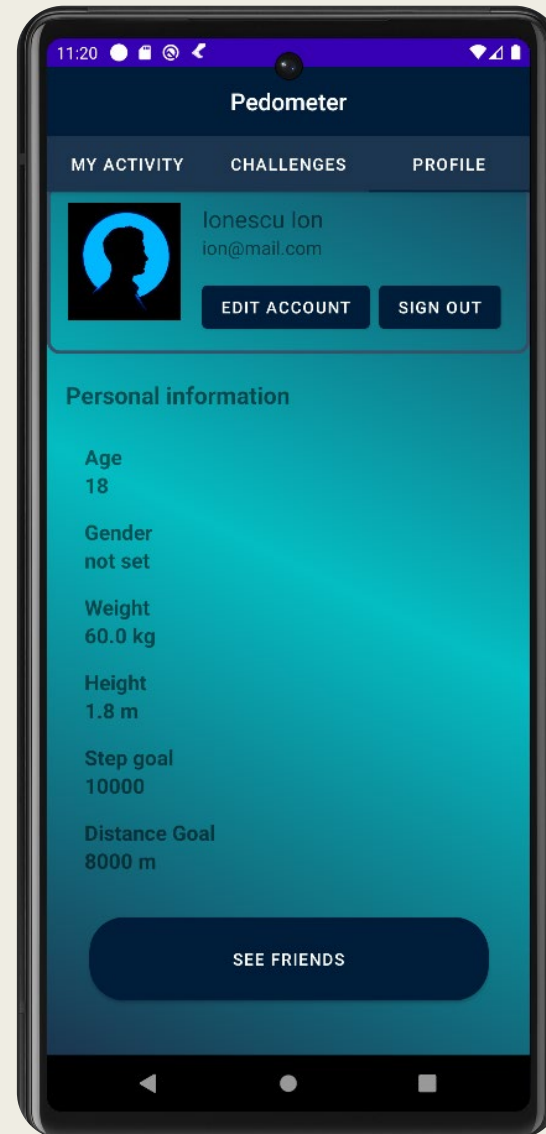 11:20
Pedometer
MY ACTIVITY CHALLENGES PROFILE
Ionescu Ion
ion@mail.com
EDIT ACCOUNT SIGN OUT
Personal information
Age
18
Gender
not set
Weight
60.0 kg
Height
1.8 m
Step goal
10000
Distance Goal
8000 m
SEE FRIENDS